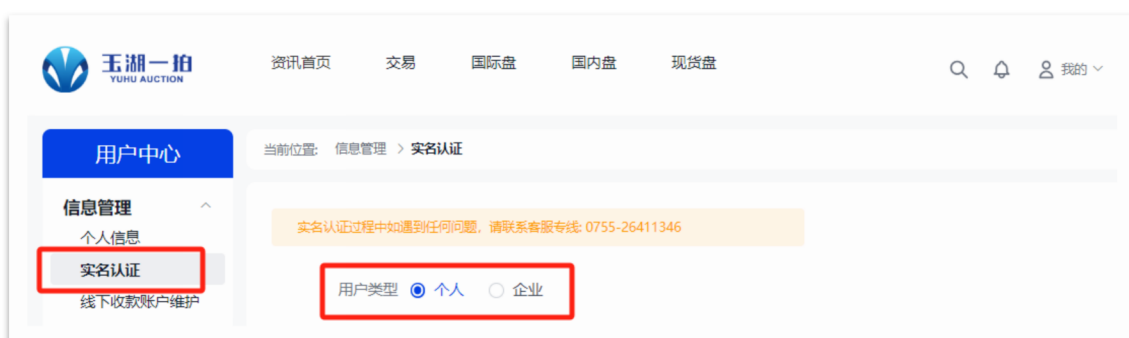 玉湖一拍
YUHU AUCTION
资讯首页 交易 国际盘 国内盘 现货盘 我的
用户中心
当前位置: 信息管理 > 实名认证
信息管理
个人信息
实名认证
线下收款账户维护
实名认证过程中如遇到任何问题, 请联系客服专线: 0755-26411346
用户类型 个人 企业